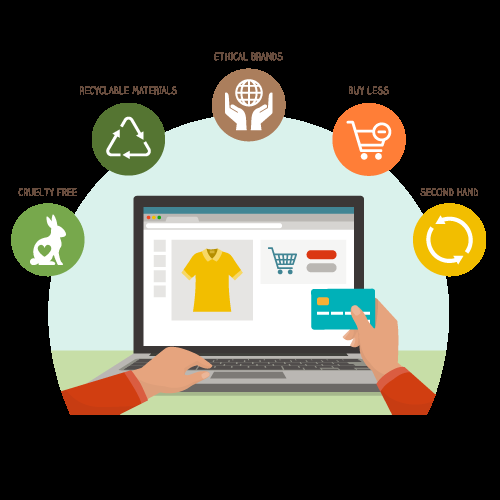 ETHICAL BRANDS
RECYCLABLE MATERIALS
BUY LESS
CRUELTY FREE
SECOND HAND